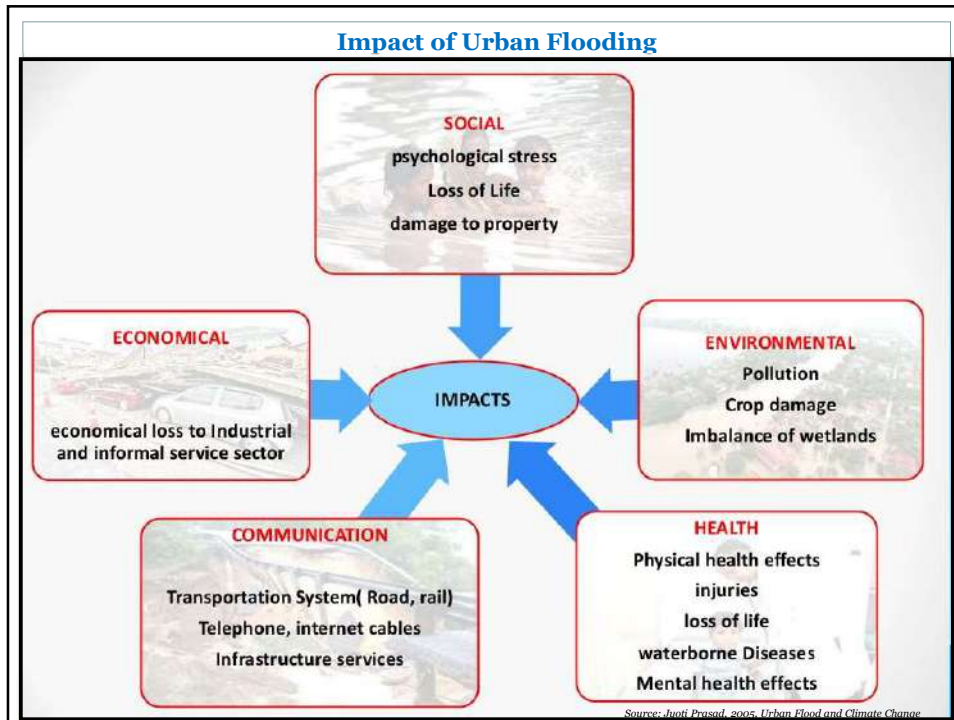 Impact of Urban Flooding
SOCIAL
psychological stress
Loss of Life
damage to property
ECONOMICAL
economical loss to Industrial
and informal service sector
IMPACTS
ENVIRONMENTAL
Pollution
Crop damage
Imbalance of wetlands
COMMUNICATION
Transportation System( Road, rail)
Telephone, internet cables
Infrastructure services
HEALTH
Physical health effects
injuries
loss of life
waterborne Diseases
Mental health effects
Source: Jyoti Prasad, 2005, Urban Flood and Climate Change